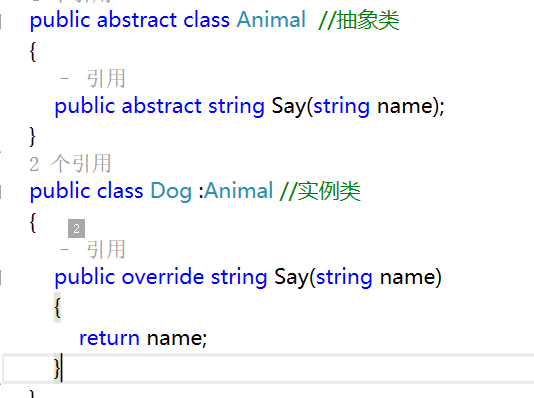 public abstract class Animal //抽象类
{
- 引用
public abstract string Say(string name);
}
2 个引用
public class Dog :Animal //实例类
{
2
- 引用
public override string Say(string name)
{
return name;
}